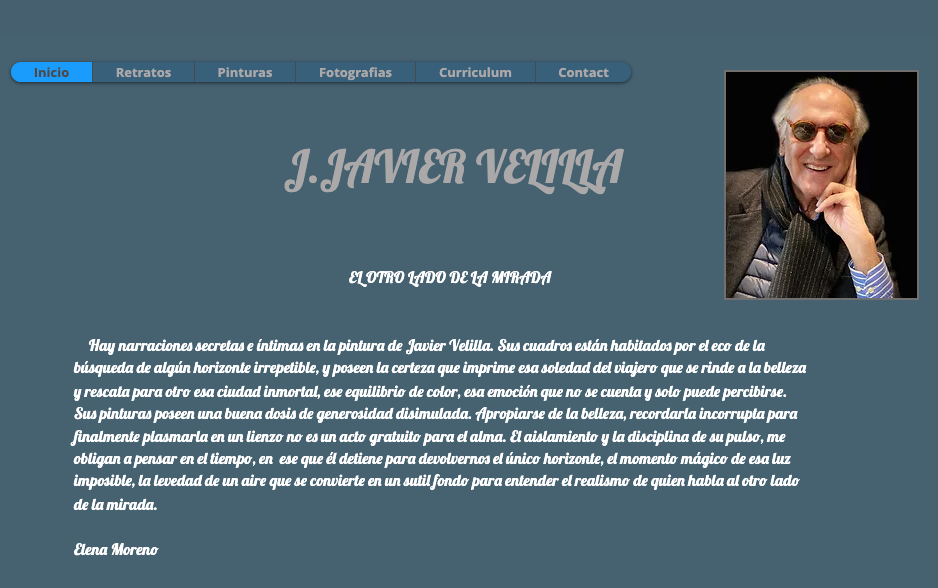 Inicio Retratos Pinturas Fotografias Curriculum Contact
J.JAVIER VELILLA
EL OTRO LADO DE LA MIRADA
Hay narraciones secretas e íntimas en la pintura de Javier Velilla. Sus cuadros están habitados por el eco de la
búsqueda de algún horizonte irrepetible, y poseen la certeza que imprime esa soledad del viajero que se rinde a la belleza
y rescata para otro esa ciudad inmortal, ese equilibrio de color, esa emoción que no se cuenta y solo puede percibirse.
Sus pinturas poseen una buena dosis de generosidad disimulada. Apropiarse de la belleza, recordarla incorrupta para
finalmente plasmarla en un lienzo no es un acto gratuito para el alma. El aislamiento y la disciplina de su pulso, me
obligan a pensar en el tiempo, en ese que él detiene para devolvernos el único horizonte, el momento mágico de esa luz
imposible, la levedad de un aire que se convierte en un sutil fondo para entender el realismo de quien habla al otro lado
de la mirada.
Elena Moreno